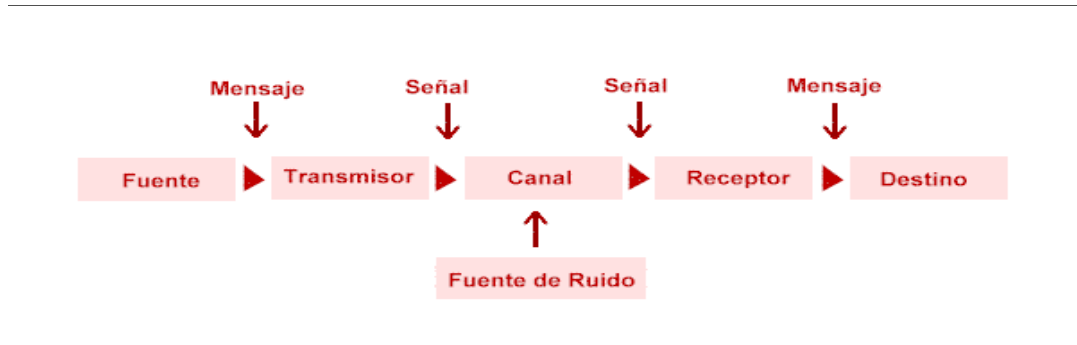 Mensaje Señal Señal Mensaje
Fuente Transmisor Canal Receptor Destino
Fuente de Ruido